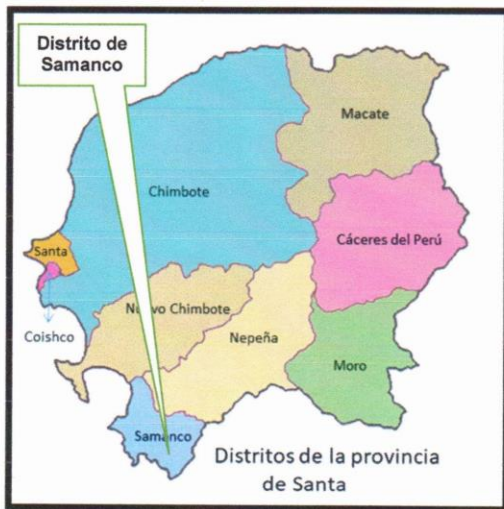 Distrito de
Samanco
Macate
Chimbote
Cáceres del Perú
Santa
Nuevo Chimbote
Coishco
Nepeña
Moro
Samanco
Distritos de la provincia
de Santa